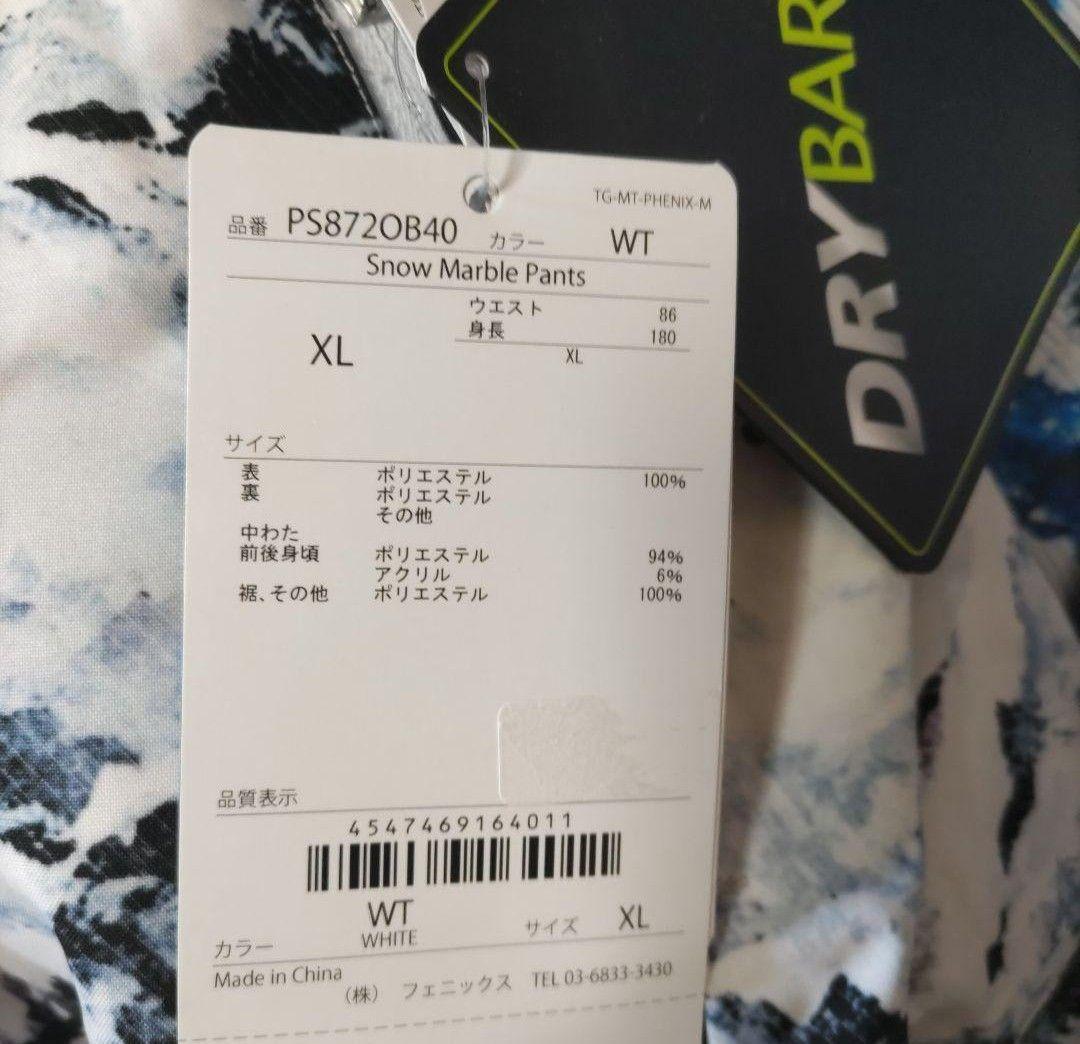 TG-MT-PHENIX-M
品番 PS872OB40 カラー WT
Snow Marble Pants
ウエスト 86
身長 180
XL
XL
サイズ
表 ポリエステル 100%
裏 ポリエステル
その他
中わた
前後身頃 ポリエステル 94%
アクリル 6%
裾、その他 ポリエステル 100%
品質表示
4547469164011
WT
WHITE
カラー
サイズ XL
Made in China
(株) フェニックス TEL 03-6833-3430
DRYBAR